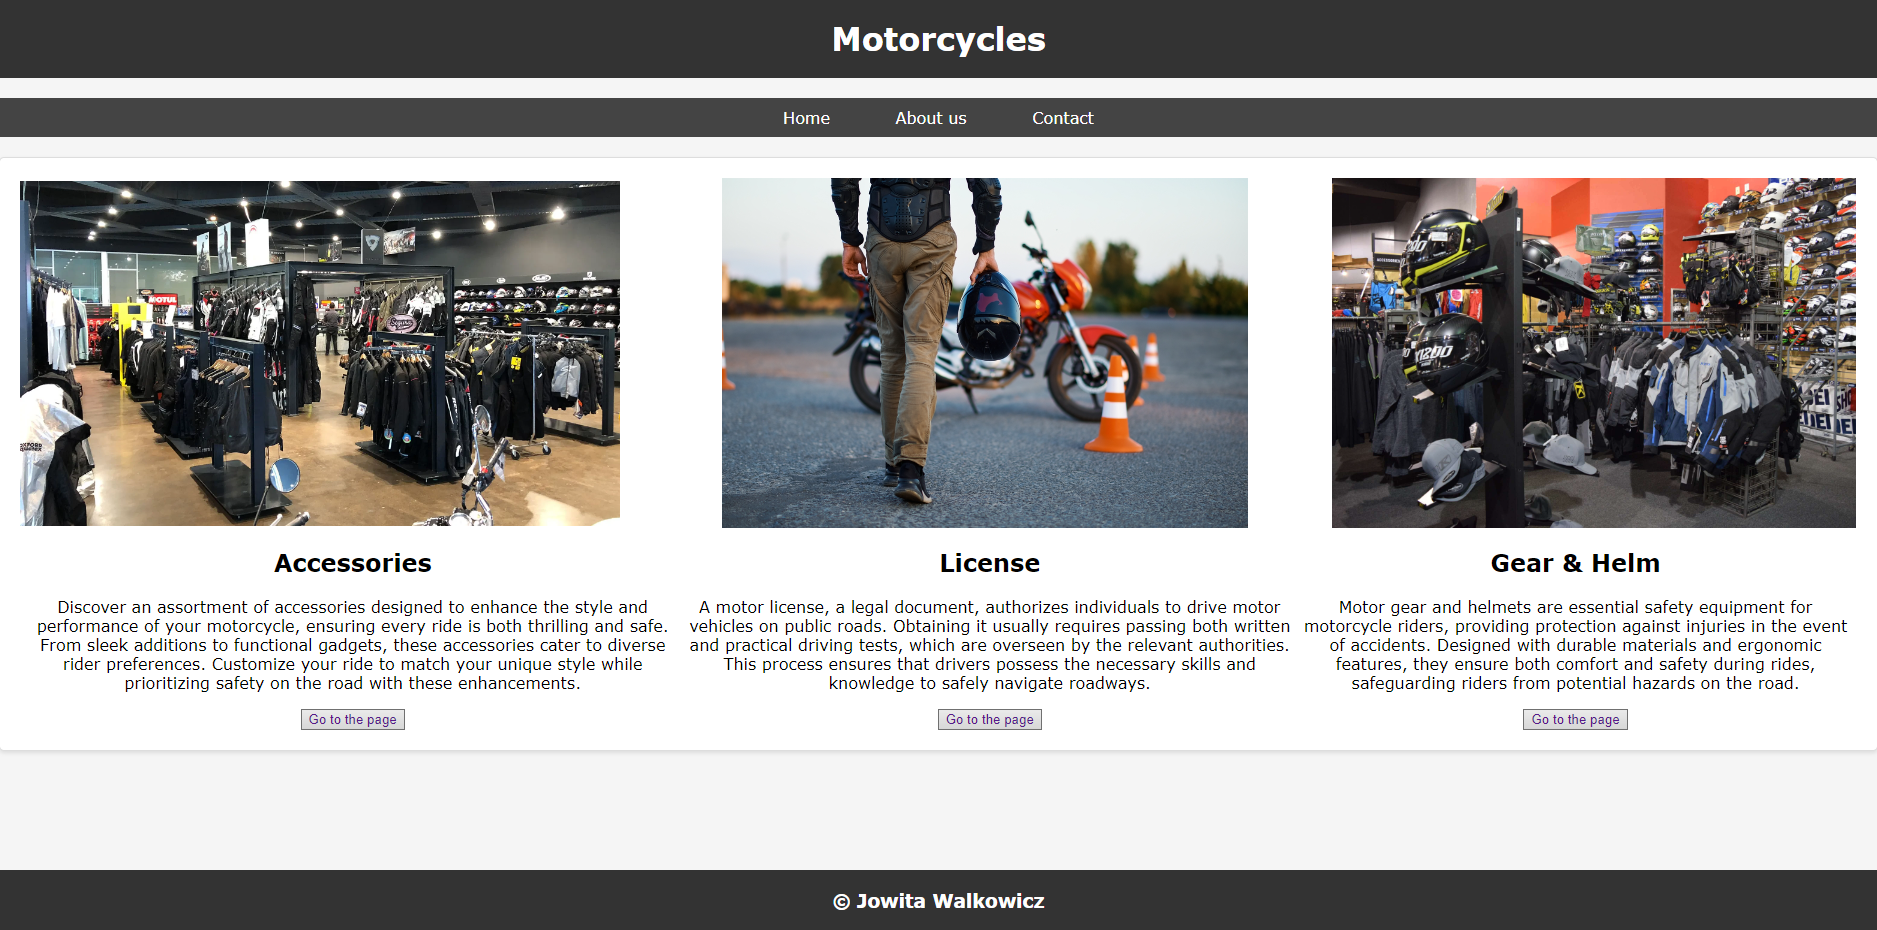 Motorcycles
Home About us Contact
MOTUL
Segura
OXFORD
1200
1200
Accessories
License
Gear & Helm
Discover an assortment of accessories designed to enhance the style and
performance of your motorcycle, ensuring every ride is both thrilling and safe.
From sleek additions to functional gadgets, these accessories cater to diverse
rider preferences. Customize your ride to match your unique style while
prioritizing safety on the road with these enhancements.
A motor license, a legal document, authorizes individuals to drive motor
vehicles on public roads. Obtaining it usually requires passing both written
and practical driving tests, which are overseen by the relevant authorities.
This process ensures that drivers possess the necessary skills and
knowledge to safely navigate roadways.
Motor gear and helmets are essential safety equipment for
motorcycle riders, providing protection against injuries in the event
of accidents. Designed with durable materials and ergonomic
features, they ensure both comfort and safety during rides,
safeguarding riders from potential hazards on the road.
Go to the page
Go to the page
Go to the page
© Jowita Walkowicz